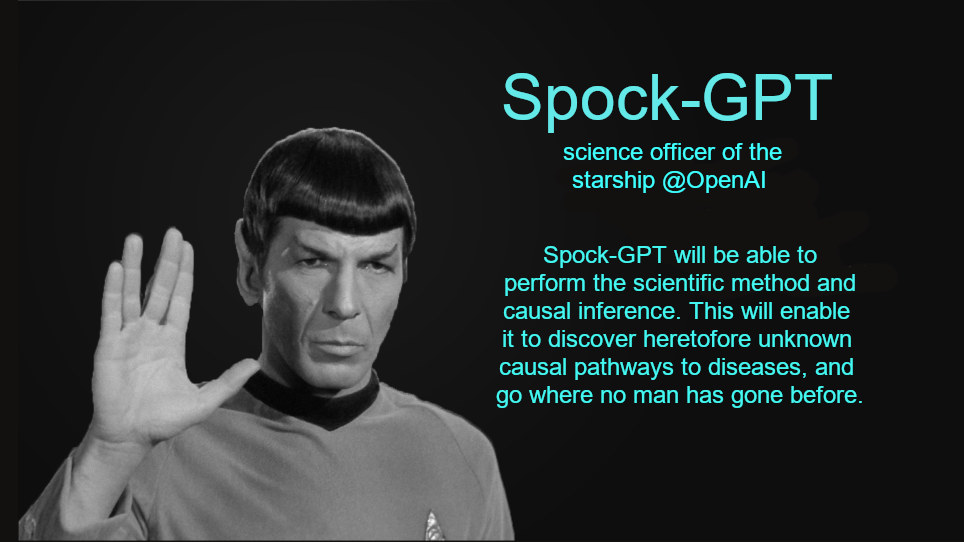 Spock-GPT
science officer of the
starship @OpenAI
Spock-GPT will be able to
perform the scientific method and
causal inference. This will enable
it to discover heretofore unknown
causal pathways to diseases, and
go where no man has gone before.